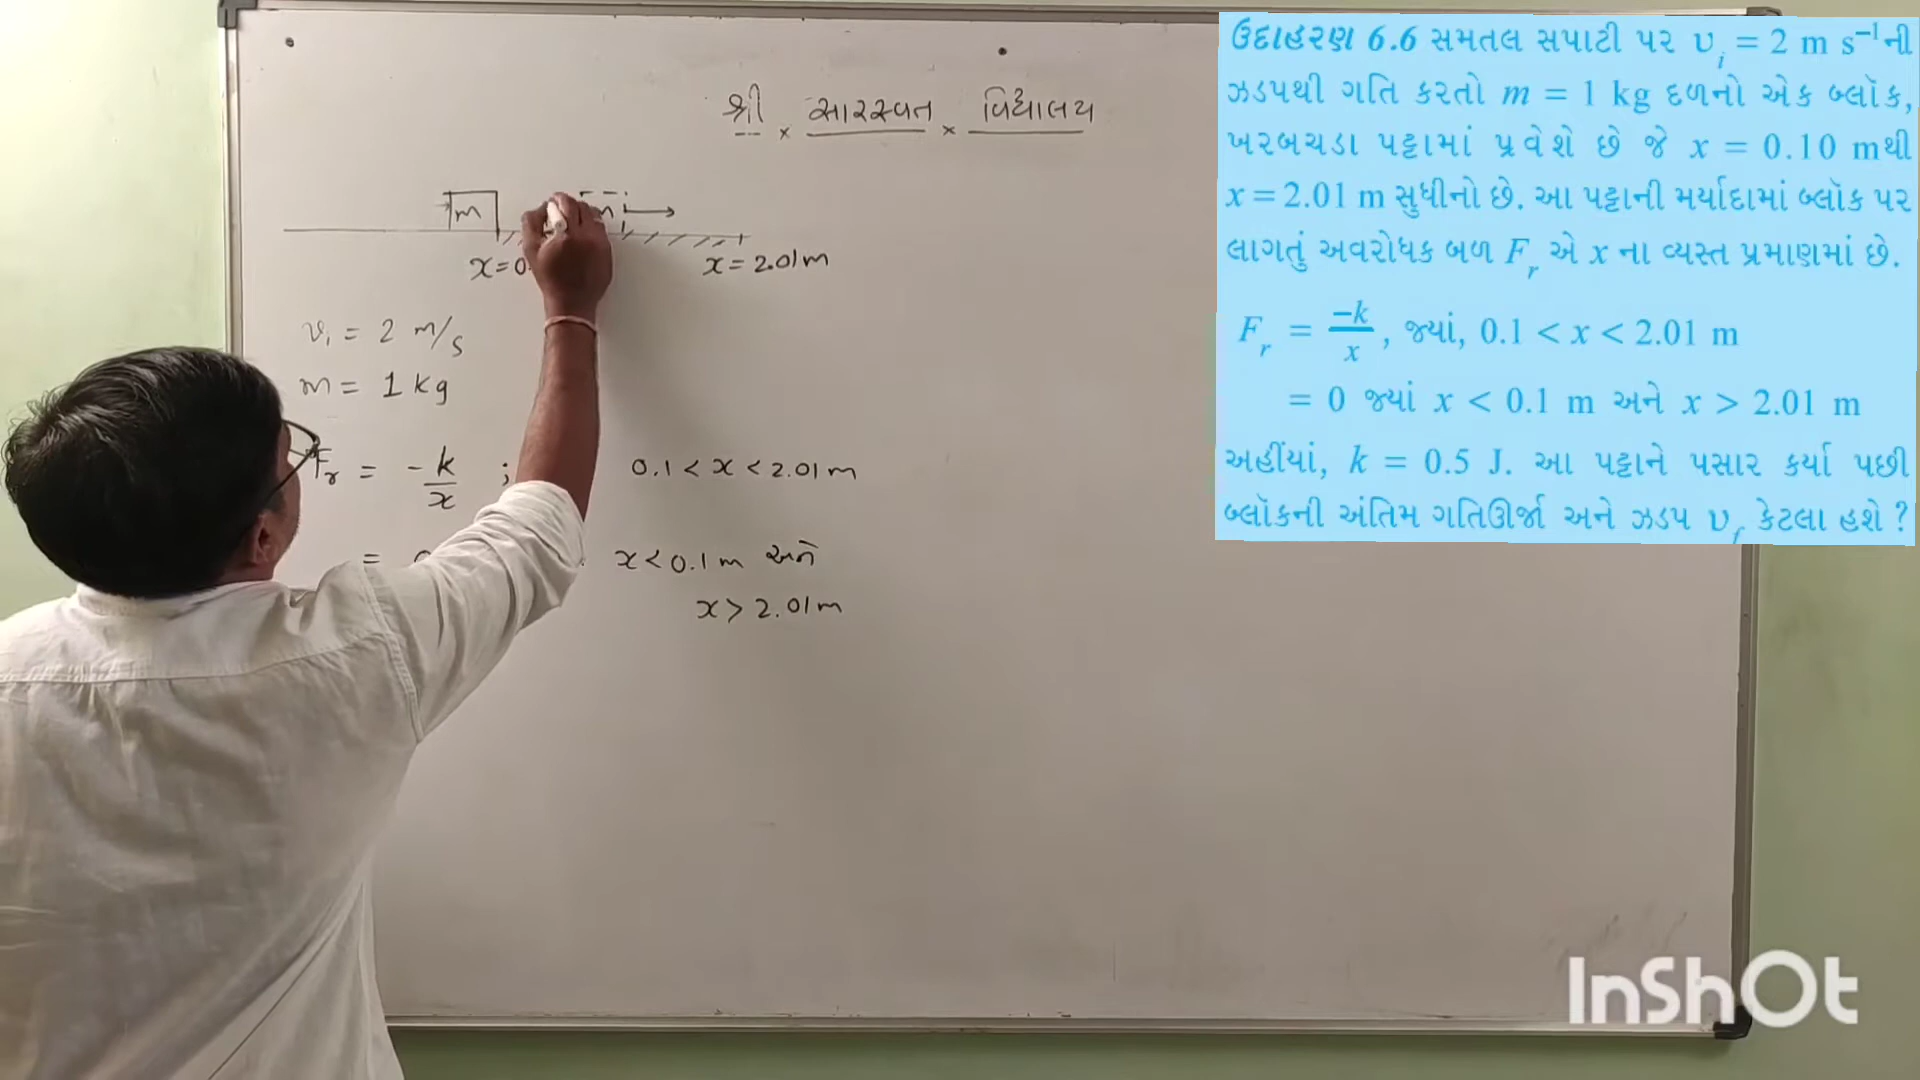 શ્રી × સારસ્વત × વિદ્યાલય
m
m
x = 0.
x = 2.01m
vi = 2 m/s
m = 1 kg
Fr = -k/x ; 0.1 < x < 2.01m
= 0 x < 0.1 m અને
x > 2.01m
ઉદાહરણ 6.6 સમતલ સપાટી પર υi = 2 m s⁻¹ની
ઝડપથી ગતિ કરતો m = 1 kg દળનો એક બ્લૉક,
ખરબચડા પટ્ટામાં પ્રવેશે છે જે x = 0.10 mથી
x = 2.01 m સુધીનો છે. આ પટ્ટાની મર્યાદામાં બ્લૉક પર
લાગતું અવરોધક બળ Fr એ x ના વ્યસ્ત પ્રમાણમાં છે.
Fr = -k/x , જ્યાં, 0.1 < x < 2.01 m
= 0 જ્યાં x < 0.1 m અને x > 2.01 m
અહીંયાં, k = 0.5 J. આ પટ્ટાને પસાર કર્યા પછી
બ્લૉકની અંતિમ ગતિઊર્જા અને ઝડપ υf કેટલા હશે ?
InShOt